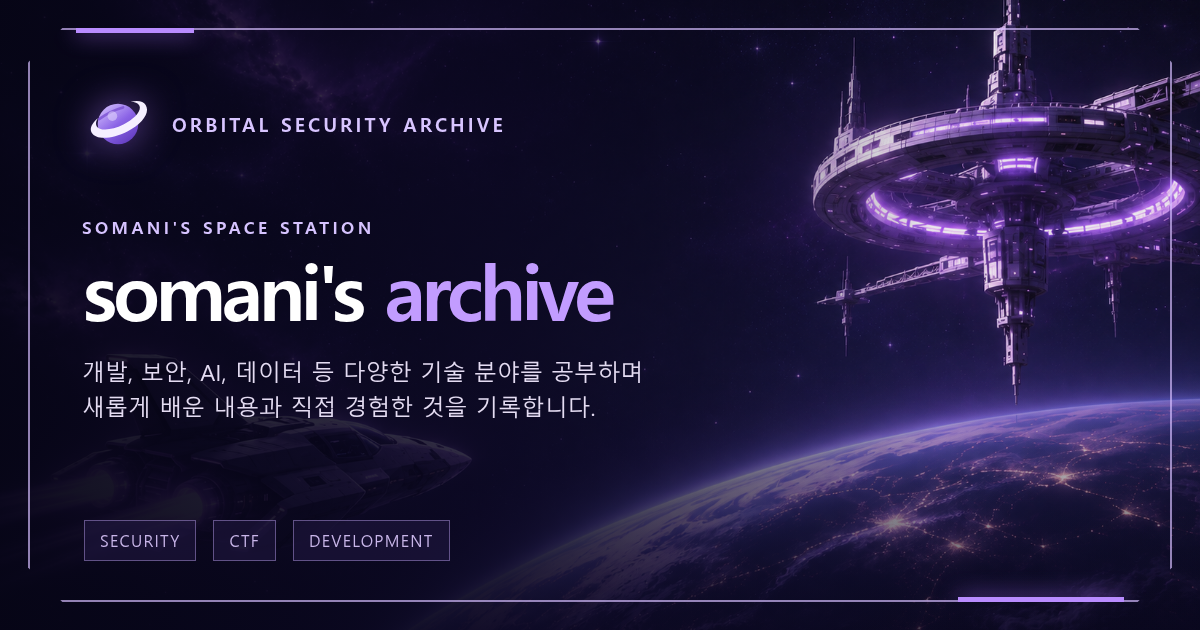 ORBITAL SECURITY ARCHIVE
SOMANI'S SPACE STATION
somani's archive
개발, 보안, AI, 데이터 등 다양한 기술 분야를 공부하며
새롭게 배운 내용과 직접 경험한 것을 기록합니다.
SECURITY CTF DEVELOPMENT